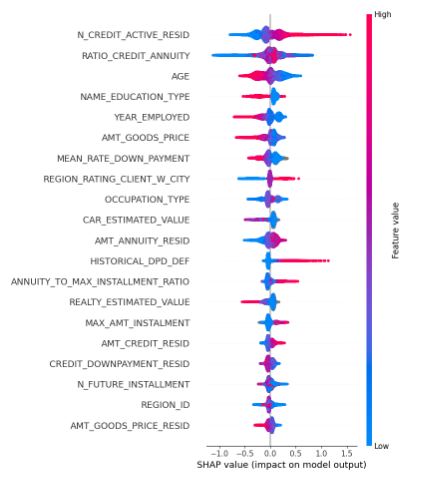 High
N_CREDIT_ACTIVE_RESID
RATIO_CREDIT_ANNUITY
AGE
NAME_EDUCATION_TYPE
YEAR_EMPLOYED
AMT_GOODS_PRICE
MEAN_RATE_DOWN_PAYMENT
REGION_RATING_CLIENT_W_CITY
OCCUPATION_TYPE
CAR_ESTIMATED_VALUE
AMT_ANNUITY_RESID
HISTORICAL_DPD_DEF
ANNUITY_TO_MAX_INSTALLMENT_RATIO
REALTY_ESTIMATED_VALUE
MAX_AMT_INSTALMENT
AMT_CREDIT_RESID
CREDIT_DOWNPAYMENT_RESID
N_FUTURE_INSTALLMENT
REGION_ID
AMT_GOODS_PRICE_RESID
Feature value
Low
−1.0 −0.5 0.0 0.5 1.0 1.5
SHAP value (impact on model output)